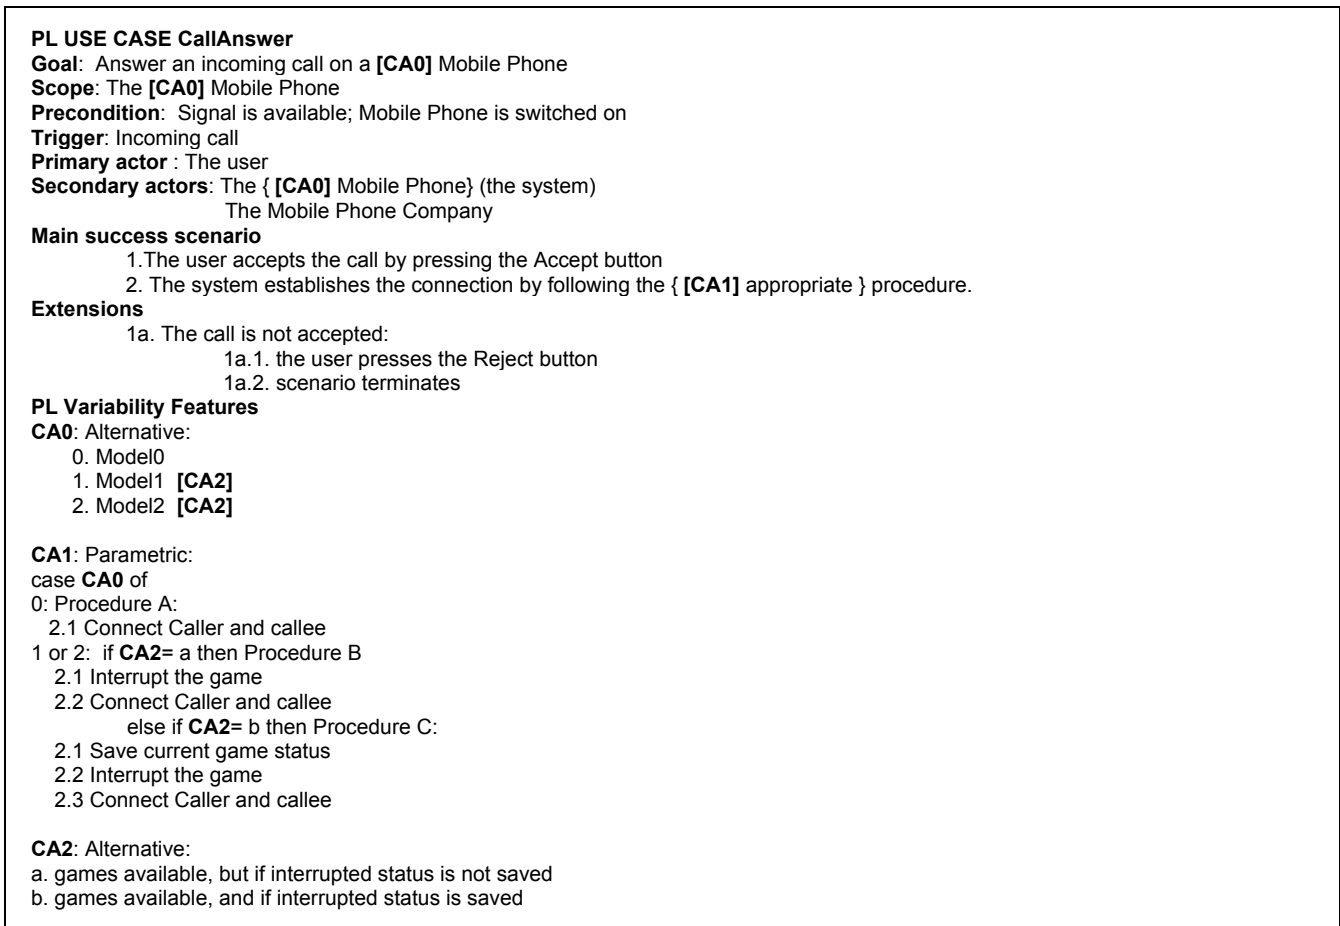 PL USE CASE CallAnswer
Goal: Answer an incoming call on a [CA0] Mobile Phone
Scope: The [CA0] Mobile Phone
Precondition: Signal is available; Mobile Phone is switched on
Trigger: Incoming call
Primary actor : The user
Secondary actors: The { [CA0] Mobile Phone} (the system)
The Mobile Phone Company
Main success scenario
1.The user accepts the call by pressing the Accept button
2. The system establishes the connection by following the { [CA1] appropriate } procedure.
Extensions
1a. The call is not accepted:
1a.1. the user presses the Reject button
1a.2. scenario terminates
PL Variability Features
CA0: Alternative:
0. Model0
1. Model1 [CA2]
2. Model2 [CA2]
CA1: Parametric:
case CA0 of
0: Procedure A:
2.1 Connect Caller and callee
1 or 2: if CA2= a then Procedure B
2.1 Interrupt the game
2.2 Connect Caller and callee
else if CA2= b then Procedure C:
2.1 Save current game status
2.2 Interrupt the game
2.3 Connect Caller and callee
CA2: Alternative:
a. games available, but if interrupted status is not saved
b. games available, and if interrupted status is saved